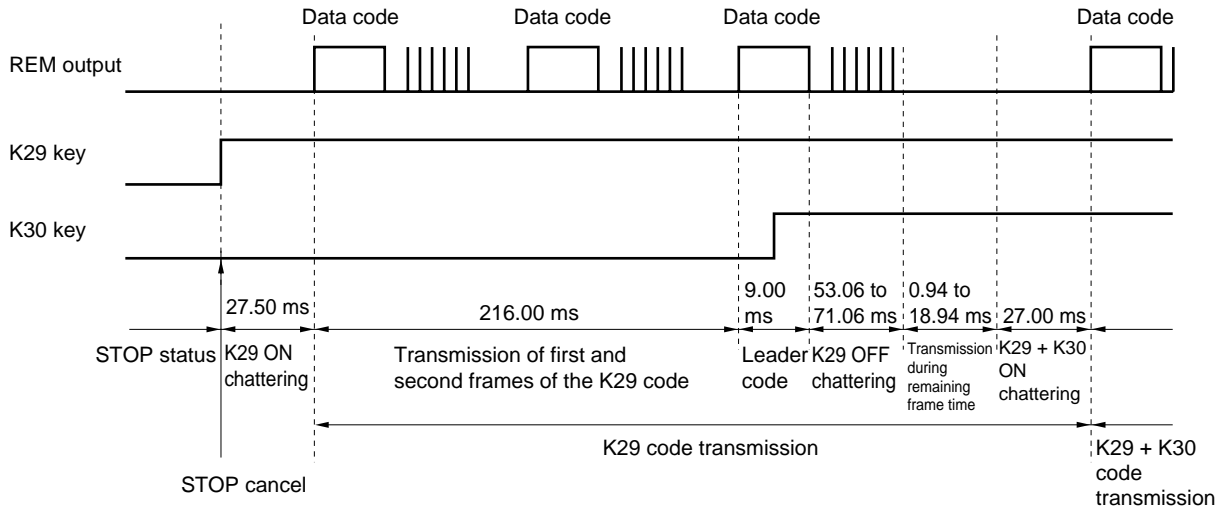 Data code Data code Data code Data code
REM output
K29 key
K30 key
27.50 ms
216.00 ms
9.00
ms
53.06 to
71.06 ms
0.94 to
18.94 ms
27.00 ms
STOP status
K29 ON
chattering
Transmission of first and
second frames of the K29 code
Leader
code
K29 OFF
chattering
Transmission
during
remaining
frame time
K29 + K30
ON
chattering
K29 code transmission
K29 + K30
code
transmission
STOP cancel